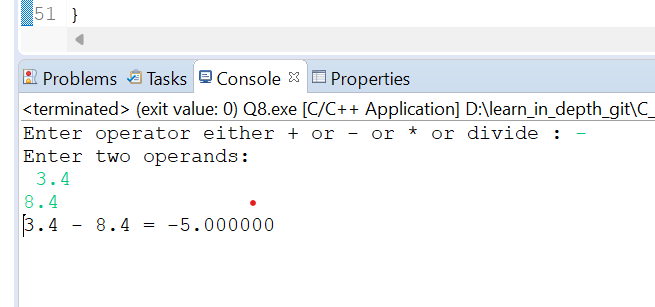 51 }
Problems Tasks Console Properties
<terminated> (exit value: 0) Q8.exe [C/C++ Application] D:\learn_in_depth_git\C_
Enter operator either + or - or * or divide : -
Enter two operands:
3.4
8.4
3.4 - 8.4 = -5.000000